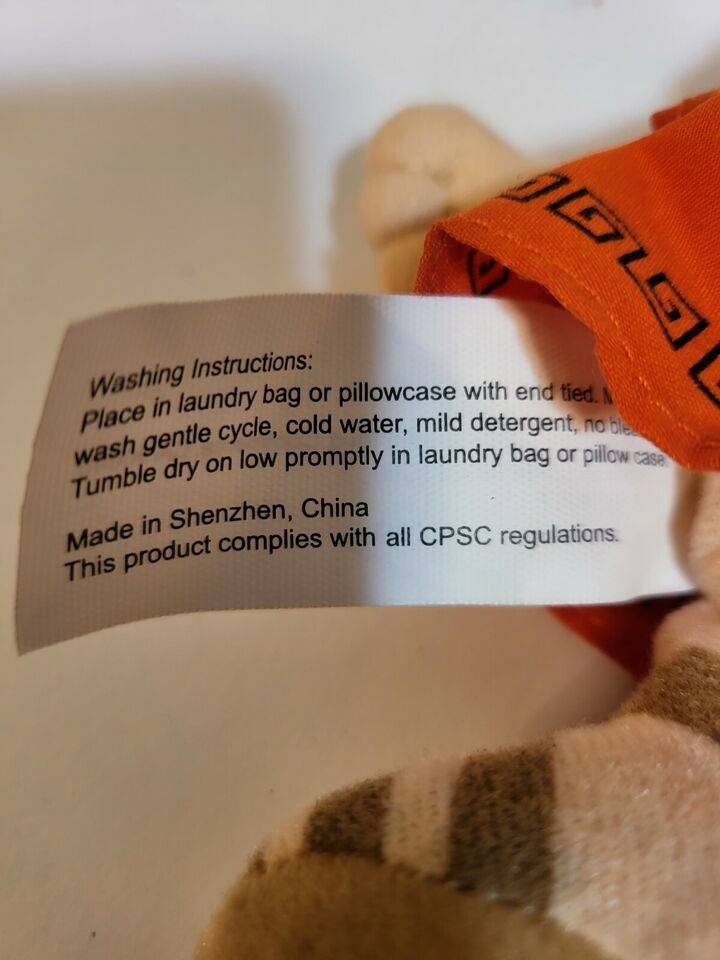 Washing Instructions:
Place in laundry bag or pillowcase with end tied.
wash gentle cycle, cold water, mild detergent, no
Tumble dry on low promptly in laundry bag or pillow case
Made in Shenzhen, China
This product complies with all CPSC regulations.